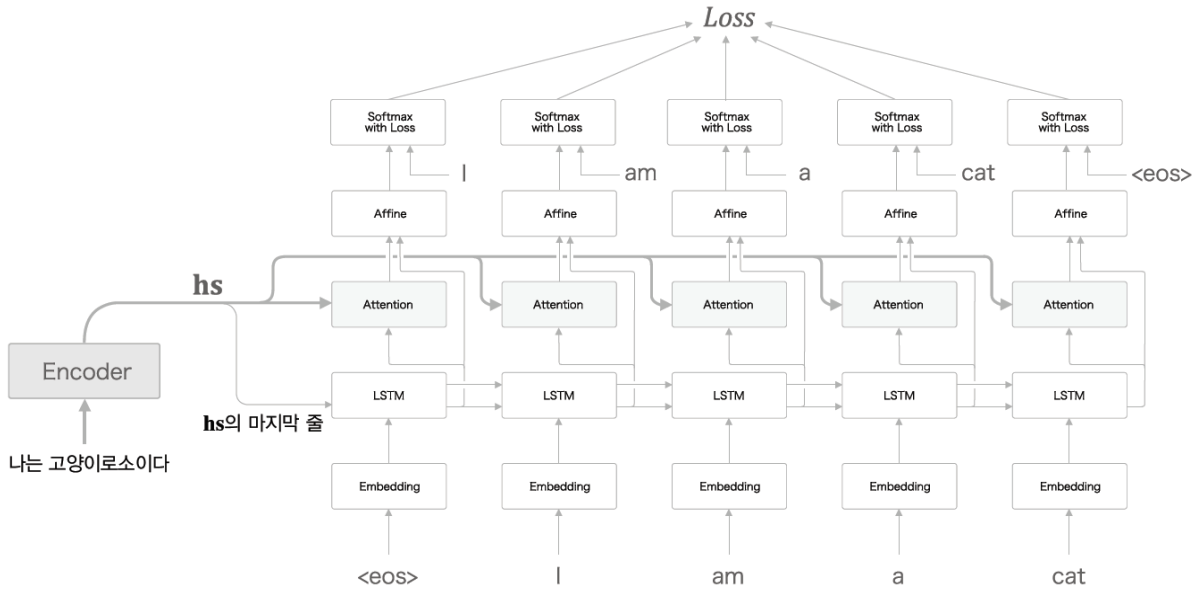 Loss
Softmax with Loss
Softmax with Loss
Softmax with Loss
Softmax with Loss
Softmax with Loss
I
am
a
cat
<eos>
Affine
Affine
Affine
Affine
Affine
hs
Attention
Attention
Attention
Attention
Attention
Encoder
LSTM
LSTM
LSTM
LSTM
LSTM
hs의 마지막 줄
나는 고양이로소이다
Embedding
Embedding
Embedding
Embedding
Embedding
<eos>
I
am
a
cat